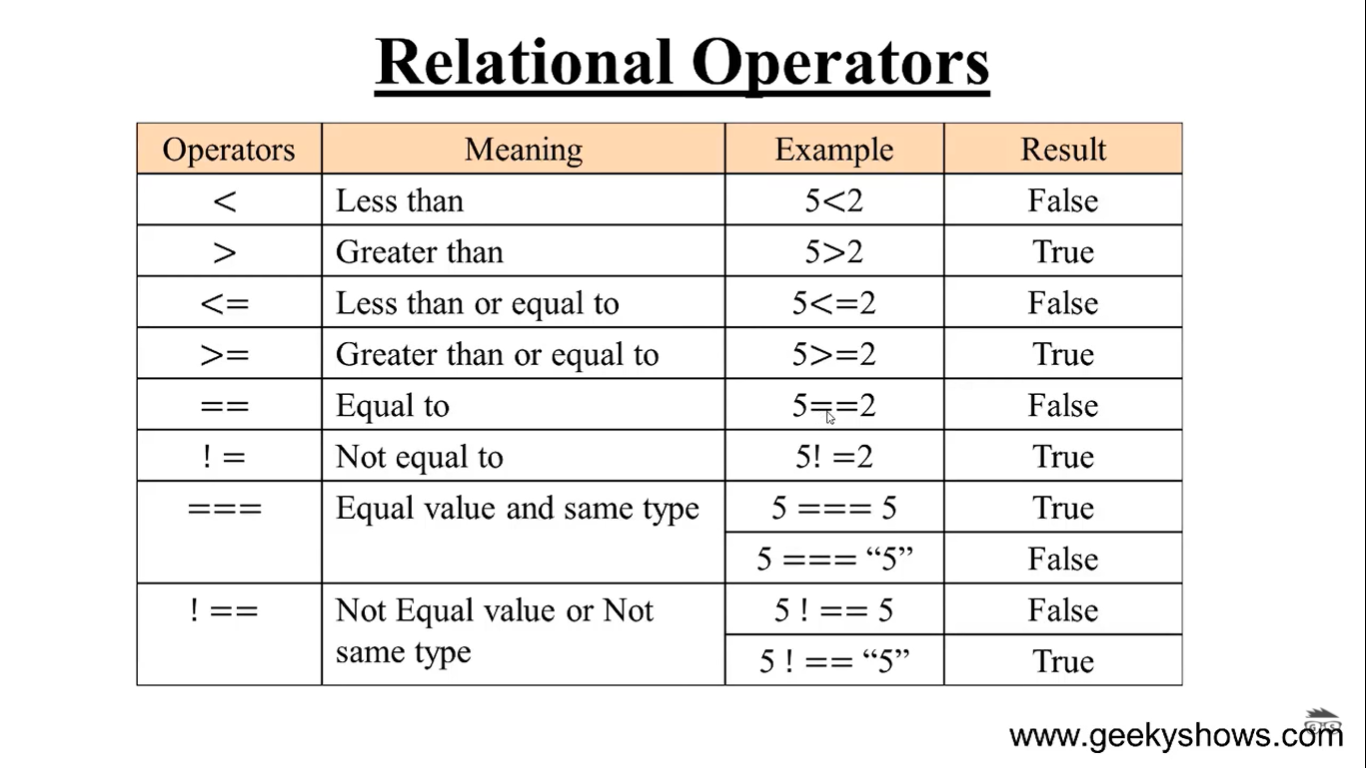 Relational Operators
Operators Meaning Example Result
< Less than 5<2 False
> Greater than 5>2 True
<= Less than or equal to 5<=2 False
>= Greater than or equal to 5>=2 True
== Equal to 5==2 False
! = Not equal to 5! =2 True
=== Equal value and same type 5 === 5 True
5 === “5” False
! == Not Equal value or Not 5 ! == 5 False
same type 5 ! == “5” True
www.geekyshows.com